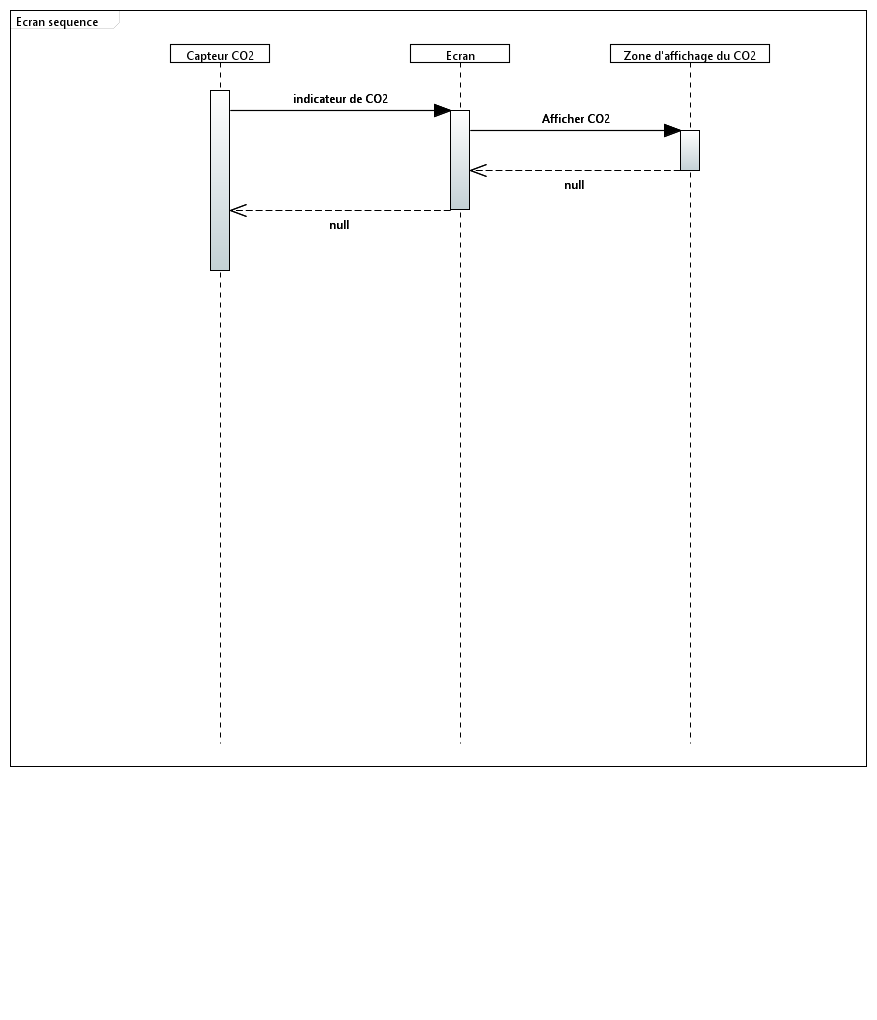 Ecran sequence
Capteur CO2
Ecran
Zone d'affichage du CO2
indicateur de CO2
Afficher CO2
null
null